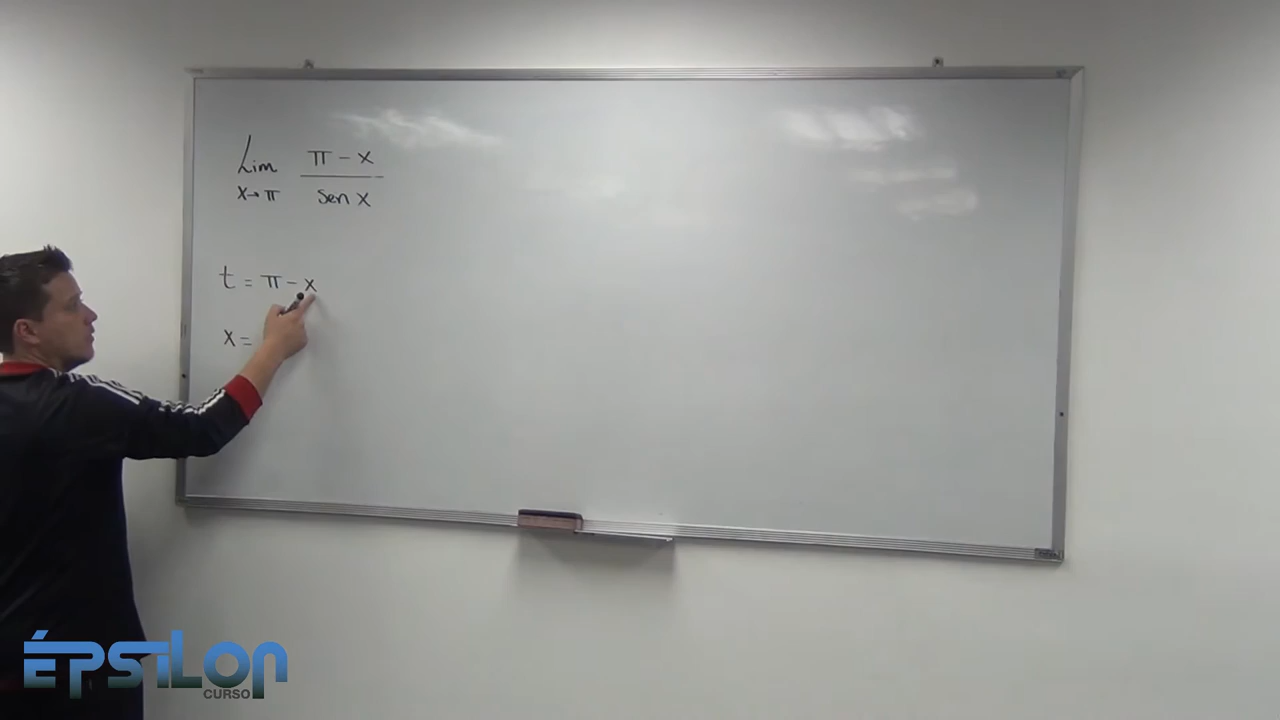 Lim π - x
x→π sen x
t = π - x
x =
ÉPSILON
CURSO